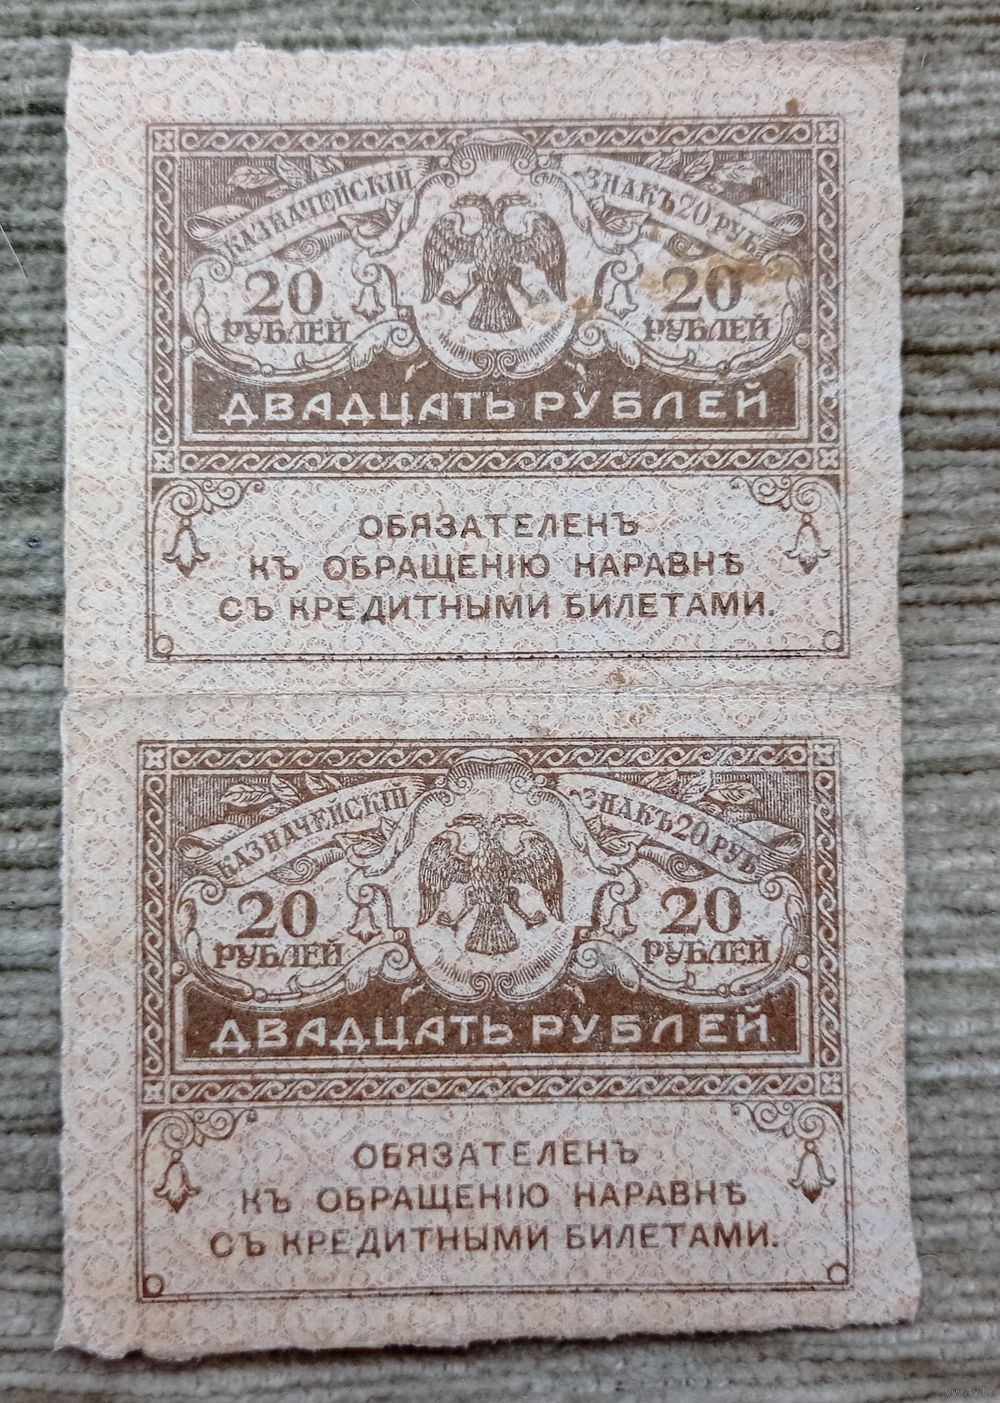 КАЗНАЧЕЙСКІЙ ЗНАКЪ 20 РУБ.
20 20
РУБЛЕЙ РУБЛЕЙ
ДВАДЦАТЬ РУБЛЕЙ
ОБЯЗАТЕЛЕНЪ
КЪ ОБРАЩЕНІЮ НАРАВНѢ
СЪ КРЕДИТНЫМИ БИЛЕТАМИ.
КАЗНАЧЕЙСКІЙ ЗНАКЪ 20 РУБ.
20 20
РУБЛЕЙ РУБЛЕЙ
ДВАДЦАТЬ РУБЛЕЙ
ОБЯЗАТЕЛЕНЪ
КЪ ОБРАЩЕНІЮ НАРАВНѢ
СЪ КРЕДИТНЫМИ БИЛЕТАМИ.